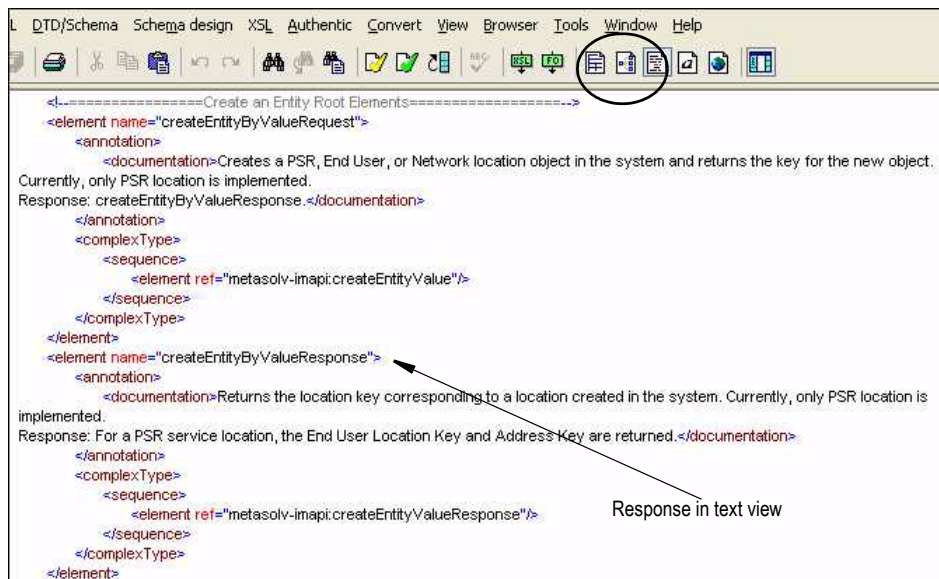 L DTD/Schema Schema design XSL Authentic Convert View Browser Tools Window Help
ABC XSL FO a
<!--================Create an Entity Root Elements==================-->
<element name="createEntityByValueRequest">
<annotation>
<documentation>Creates a PSR, End User, or Network location object in the system and returns the key for the new object.
Currently, only PSR location is implemented.
Response: createEntityByValueResponse.</documentation>
</annotation>
<complexType>
<sequence>
<element ref="metasolv-imapi:createEntityValue"/>
</sequence>
</complexType>
</element>
<element name="createEntityByValueResponse">
<annotation>
<documentation>Returns the location key corresponding to a location created in the system. Currently, only PSR location is
implemented.
Response: For a PSR service location, the End User Location Key and Address Key are returned.</documentation>
</annotation>
<complexType>
<sequence>
<element ref="metasolv-imapi:createEntityValueResponse"/>
</sequence>
</complexType>
</element>
Response in text view